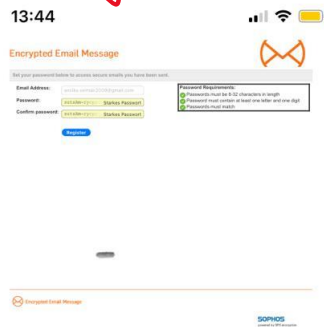 13:44
Encrypted Email Message
Set your password below to access secure emails you have been sent.
Password Requirements:
Email Address:
Passwords must be 8-32 characters in length
Password must contain at least one letter and one digit
Password:
Starkes Passwort
Passwords must match
Confirm password:
Starkes Passwort
Register
Encrypted Email Message
SOPHOS